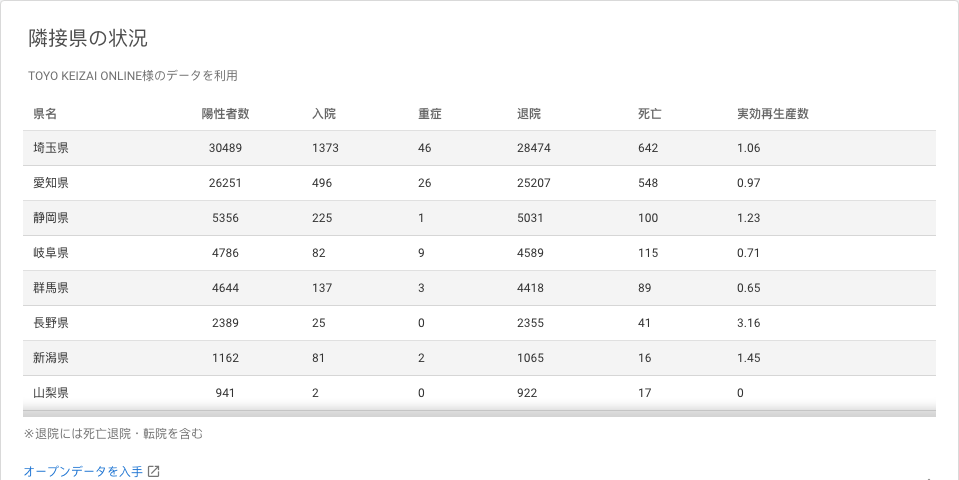 隣接県の状況
TOYO KEIZAI ONLINE様のデータを利用
県名 陽性者数 入院 重症 退院 死亡 実効再生産数
埼玉県 30489 1373 46 28474 642 1.06
愛知県 26251 496 26 25207 548 0.97
静岡県 5356 225 1 5031 100 1.23
岐阜県 4786 82 9 4589 115 0.71
群馬県 4644 137 3 4418 89 0.65
長野県 2389 25 0 2355 41 3.16
新潟県 1162 81 2 1065 16 1.45
山梨県 941 2 0 922 17 0
※退院には死亡退院・転院を含む
オープンデータを入手